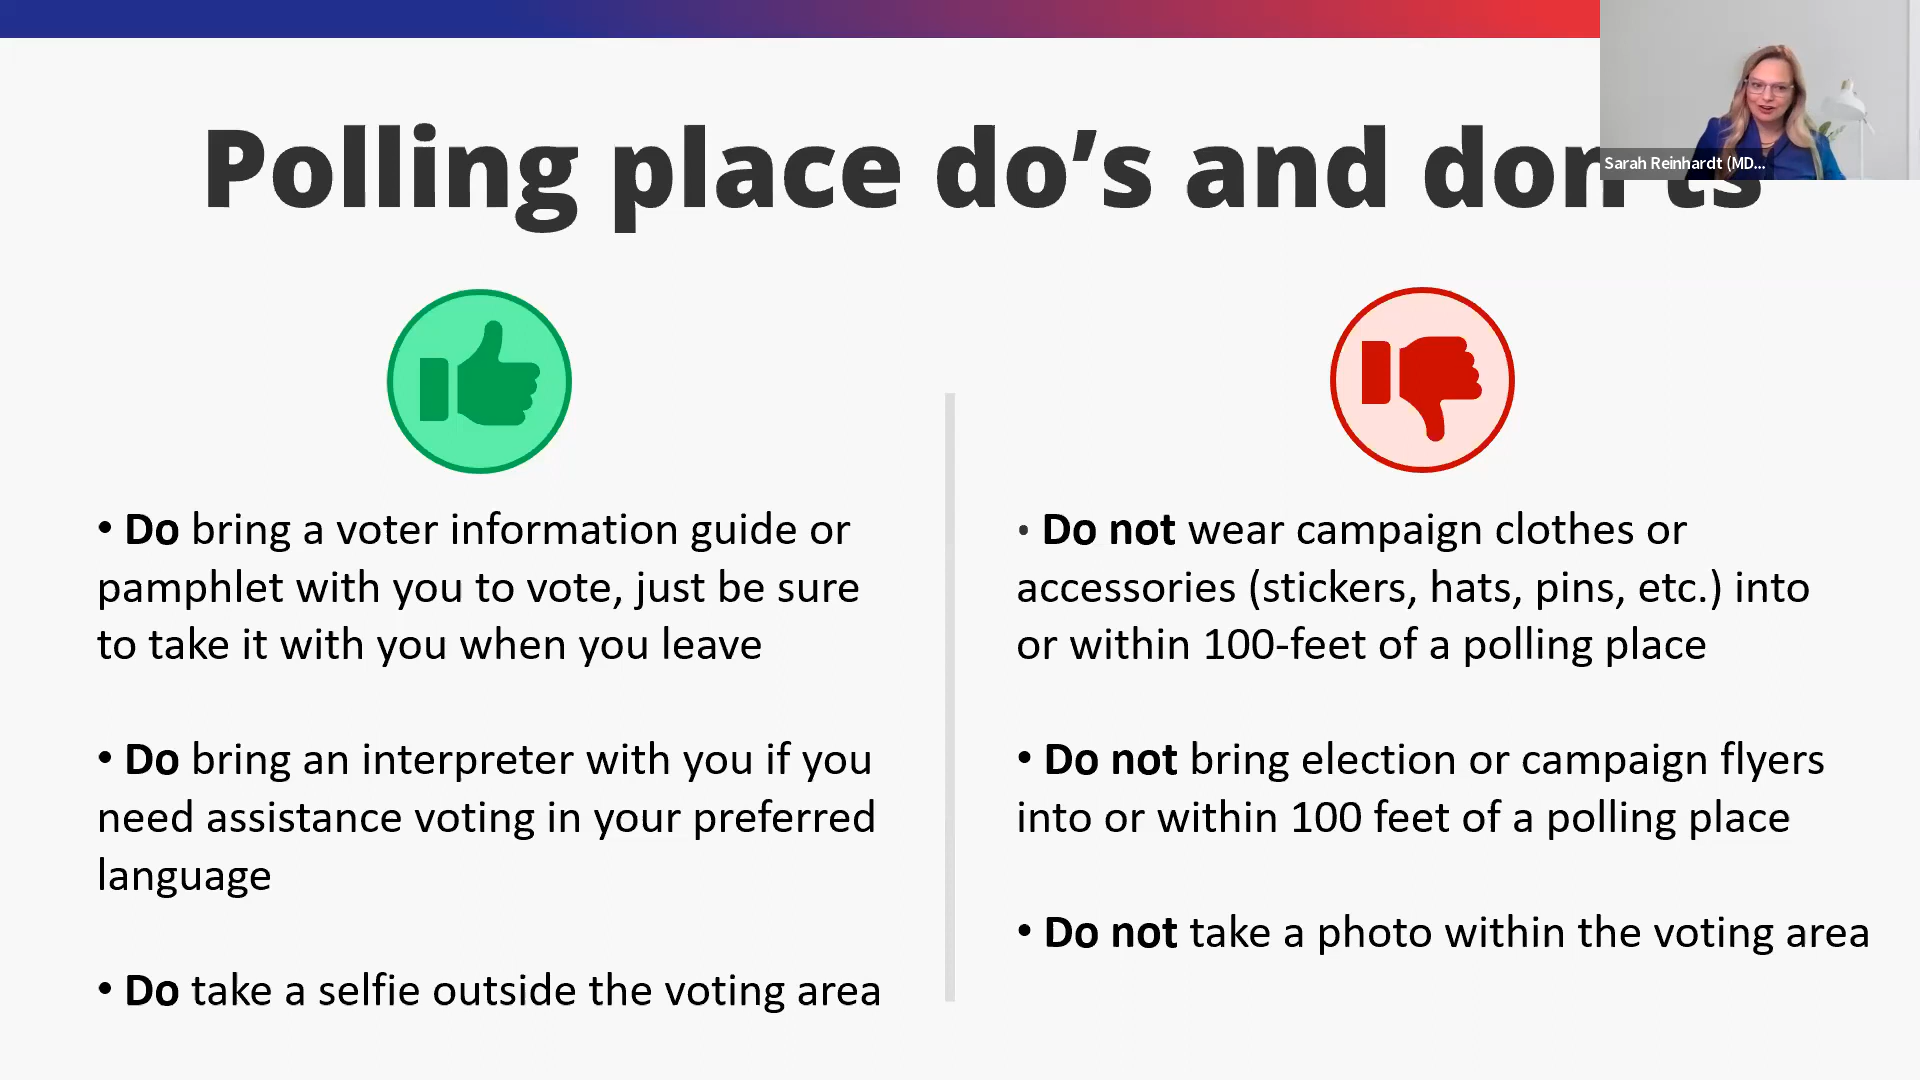 Polling place do’s and don’ts
Sarah Reinhardt (MD...
• Do bring a voter information guide or
pamphlet with you to vote, just be sure
to take it with you when you leave
• Do bring an interpreter with you if you
need assistance voting in your preferred
language
• Do take a selfie outside the voting area
• Do not wear campaign clothes or
accessories (stickers, hats, pins, etc.) into
or within 100-feet of a polling place
• Do not bring election or campaign flyers
into or within 100 feet of a polling place
• Do not take a photo within the voting area